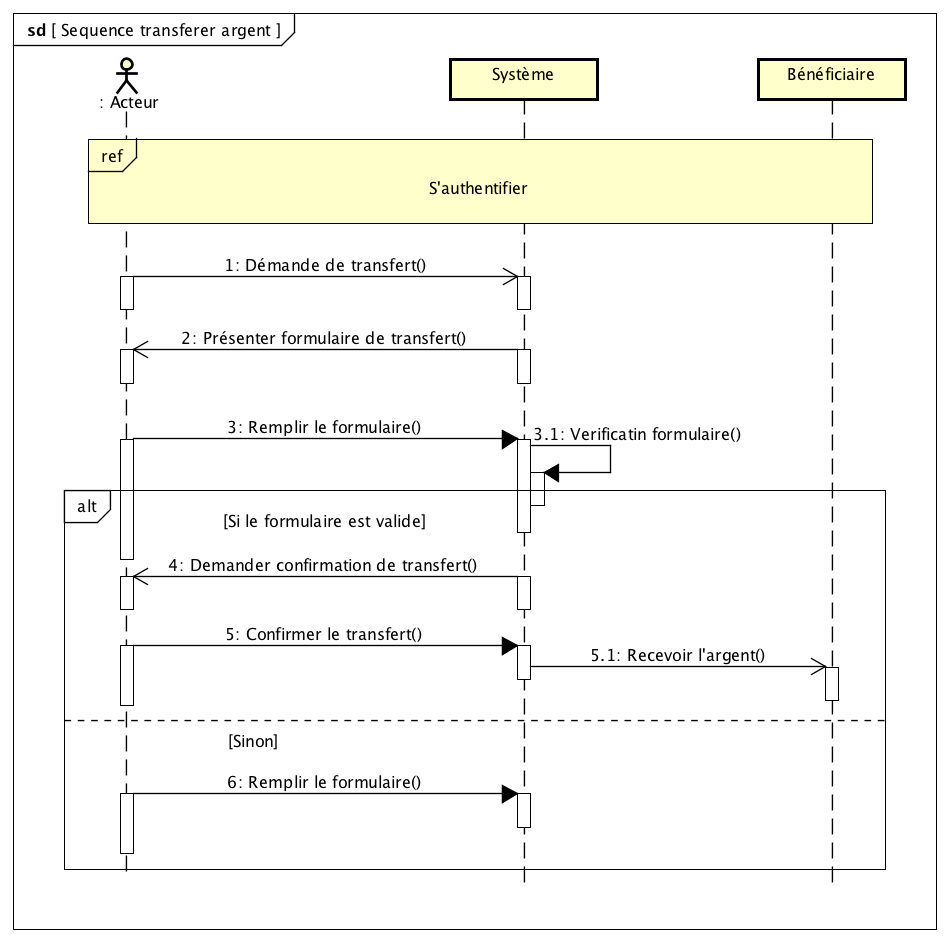 sd [ Sequence transferer argent ]
: Acteur
Système
Bénéficiaire
ref
S'authentifier
1: Démande de transfert()
2: Présenter formulaire de transfert()
3: Remplir le formulaire()
3.1: Verificatin formulaire()
alt
[Si le formulaire est valide]
4: Demander confirmation de transfert()
5: Confirmer le transfert()
5.1: Recevoir l'argent()
[Sinon]
6: Remplir le formulaire()